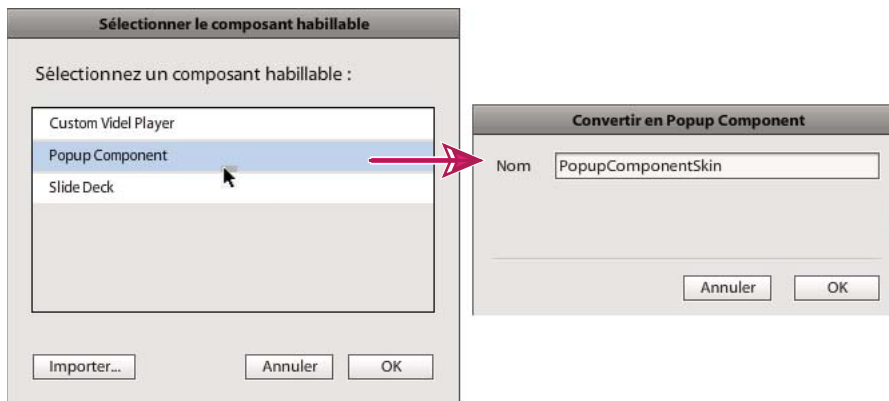 Sélectionner le composant habillable
Sélectionnez un composant habillable :
Custom Videl Player
Popup Component
Slide Deck
Importer...
Annuler
OK
Convertir en Popup Component
Nom
PopupComponentSkin
Annuler
OK